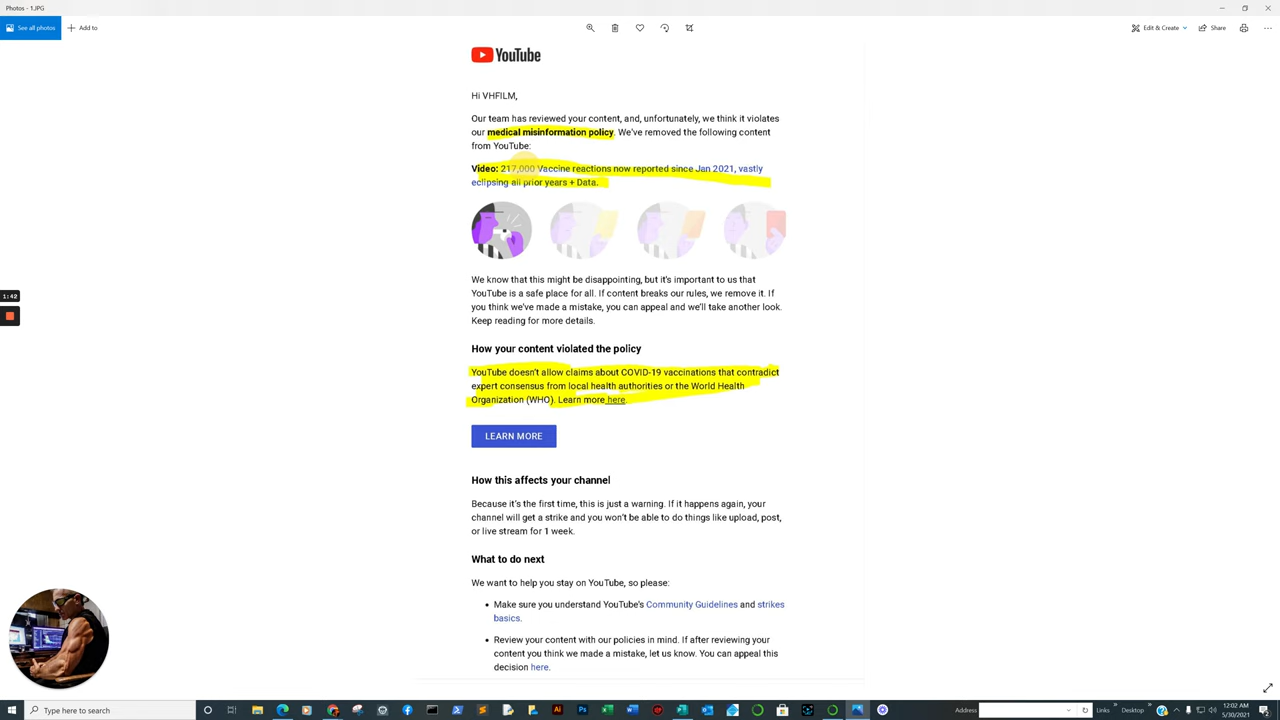 Photos - 1.JPG
See all photos
Add to
Edit & Create
Share
YouTube
Hi VHFILM,
Our team has reviewed your content, and, unfortunately, we think it violates
our medical misinformation policy. We've removed the following content
from YouTube:
Video: 217,000 Vaccine reactions now reported since Jan 2021, vastly
eclipsing all prior years + Data.
We know that this might be disappointing, but it's important to us that
YouTube is a safe place for all. If content breaks our rules, we remove it. If
you think we've made a mistake, you can appeal and we'll take another look.
Keep reading for more details.
1:42
How your content violated the policy
YouTube doesn't allow claims about COVID-19 vaccinations that contradict
expert consensus from local health authorities or the World Health
Organization (WHO). Learn more here.
LEARN MORE
How this affects your channel
Because it's the first time, this is just a warning. If it happens again, your
channel will get a strike and you won't be able to do things like upload, post,
or live stream for 1 week.
What to do next
We want to help you stay on YouTube, so please:
• Make sure you understand YouTube's Community Guidelines and strikes
basics.
• Review your content with our policies in mind. If after reviewing your
content you think we made a mistake, let us know. You can appeal this
decision here.
Type here to search
Ai
Ps
Address
Links
Desktop
12:02 AM
5/30/2021